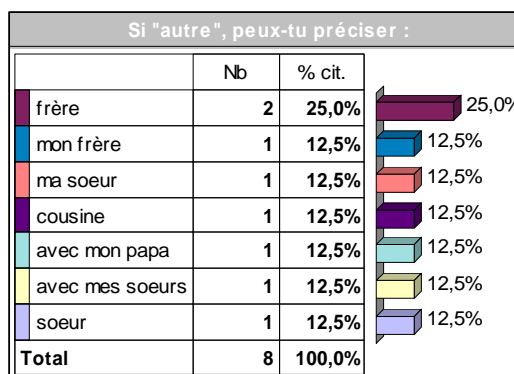 Si "autre", peux-tu préciser :
Nb % cit.
frère 2 25,0% 25,0%
mon frère 1 12,5% 12,5%
ma soeur 1 12,5% 12,5%
cousine 1 12,5% 12,5%
avec mon papa 1 12,5% 12,5%
avec mes soeurs 1 12,5% 12,5%
soeur 1 12,5% 12,5%
Total 8 100,0%